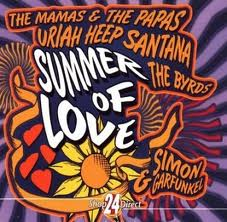 THE MAMAS & THE PAPAS
URIAH HEEP SANTANA
THE BYRDS
SUMMER
OF
LOVE
SIMON
& GARFUNKEL
Shop 24 Direct